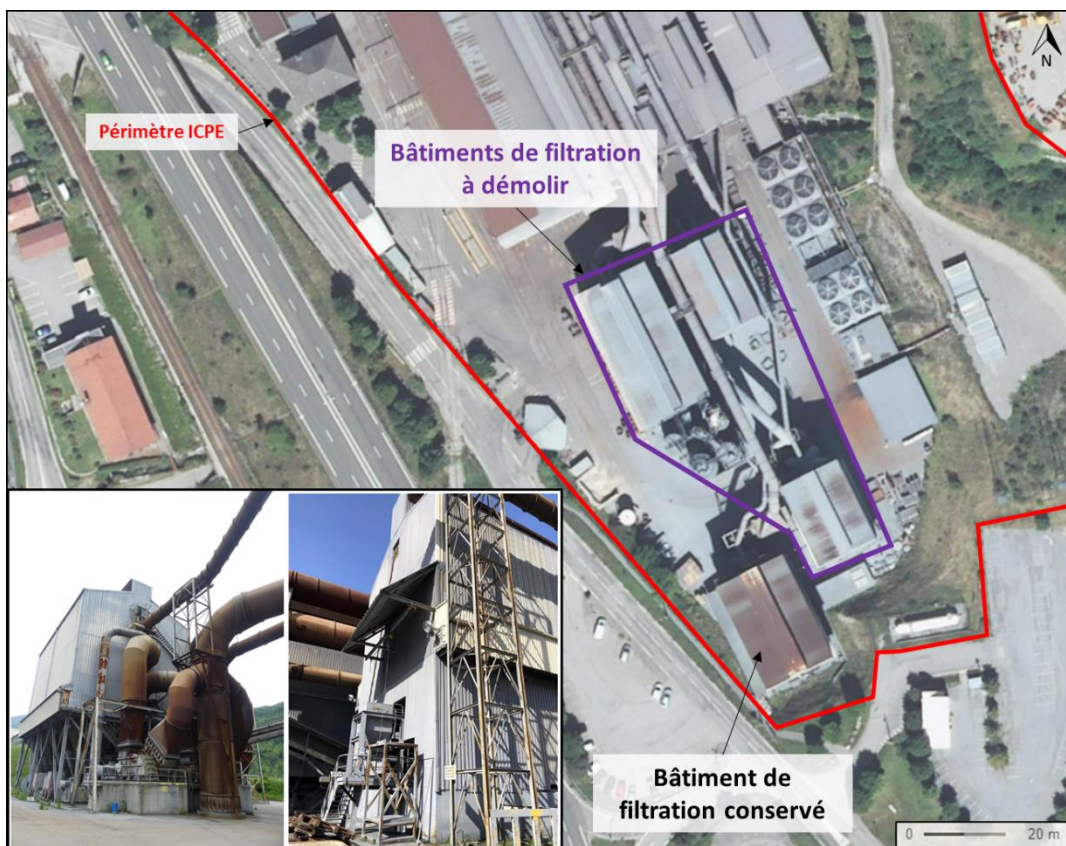 N
Périmètre ICPE
Bâtiments de filtration
à démolir
Bâtiment de
filtration conservé
0 20 m